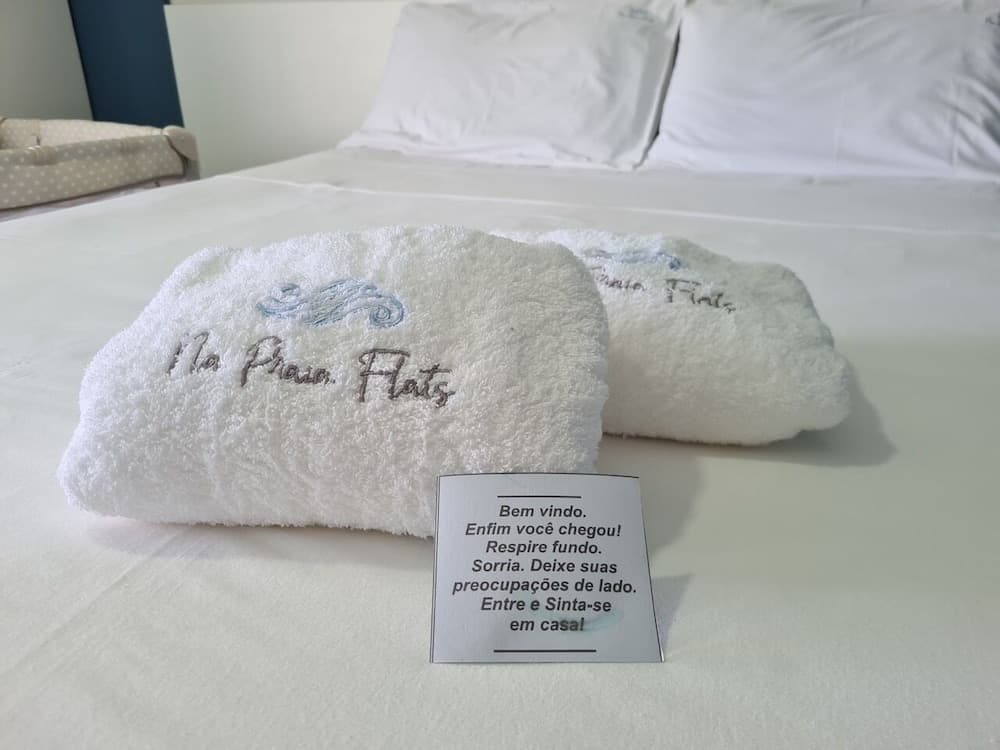 Na Praia Flats
Praia Flats
Bem vindo.
Enfim você chegou!
Respire fundo.
Sorria. Deixe suas
preocupações de lado.
Entre e Sinta-se
em casa!